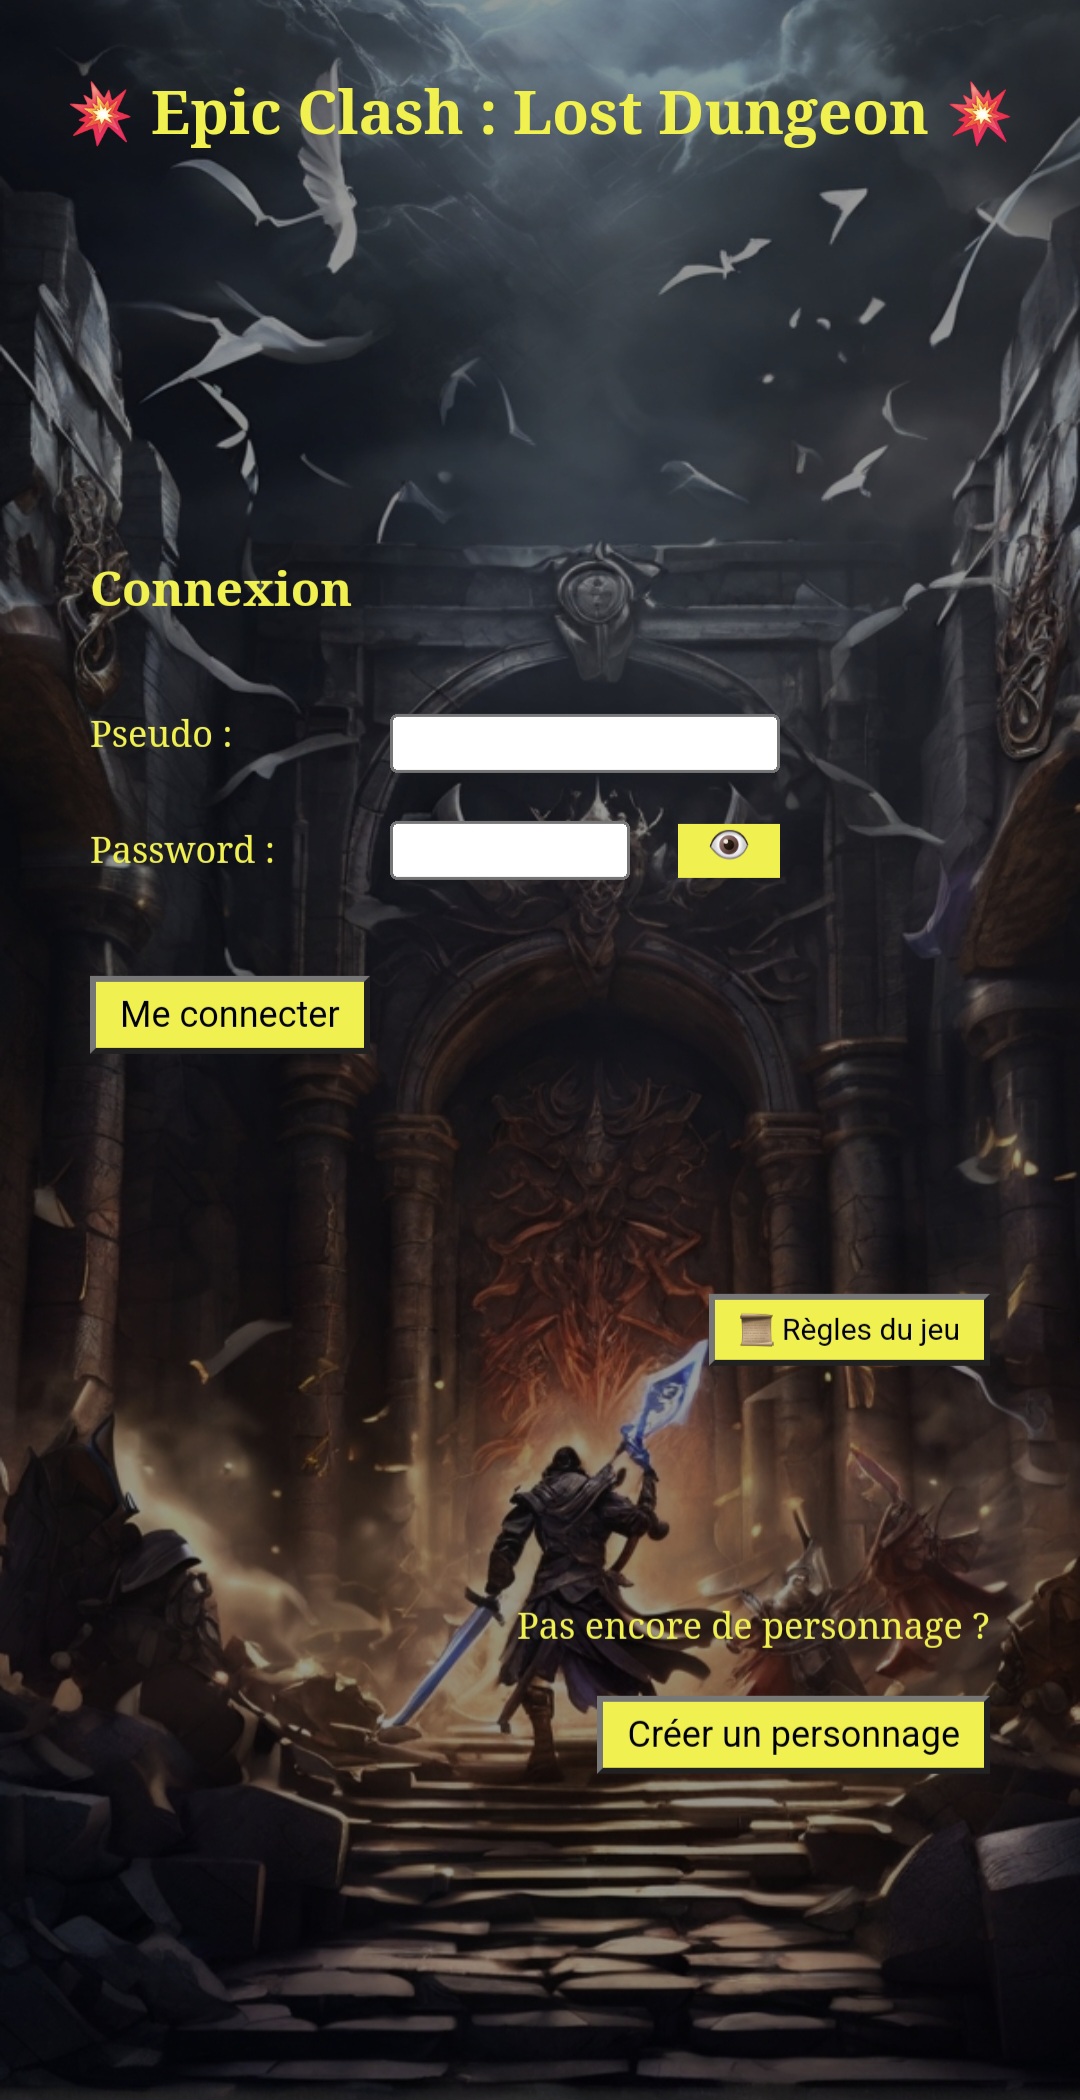 💥 Epic Clash : Lost Dungeon 💥
Connexion
Pseudo :
Password :
Me connecter
Règles du jeu
Pas encore de personnage ?
Créer un personnage